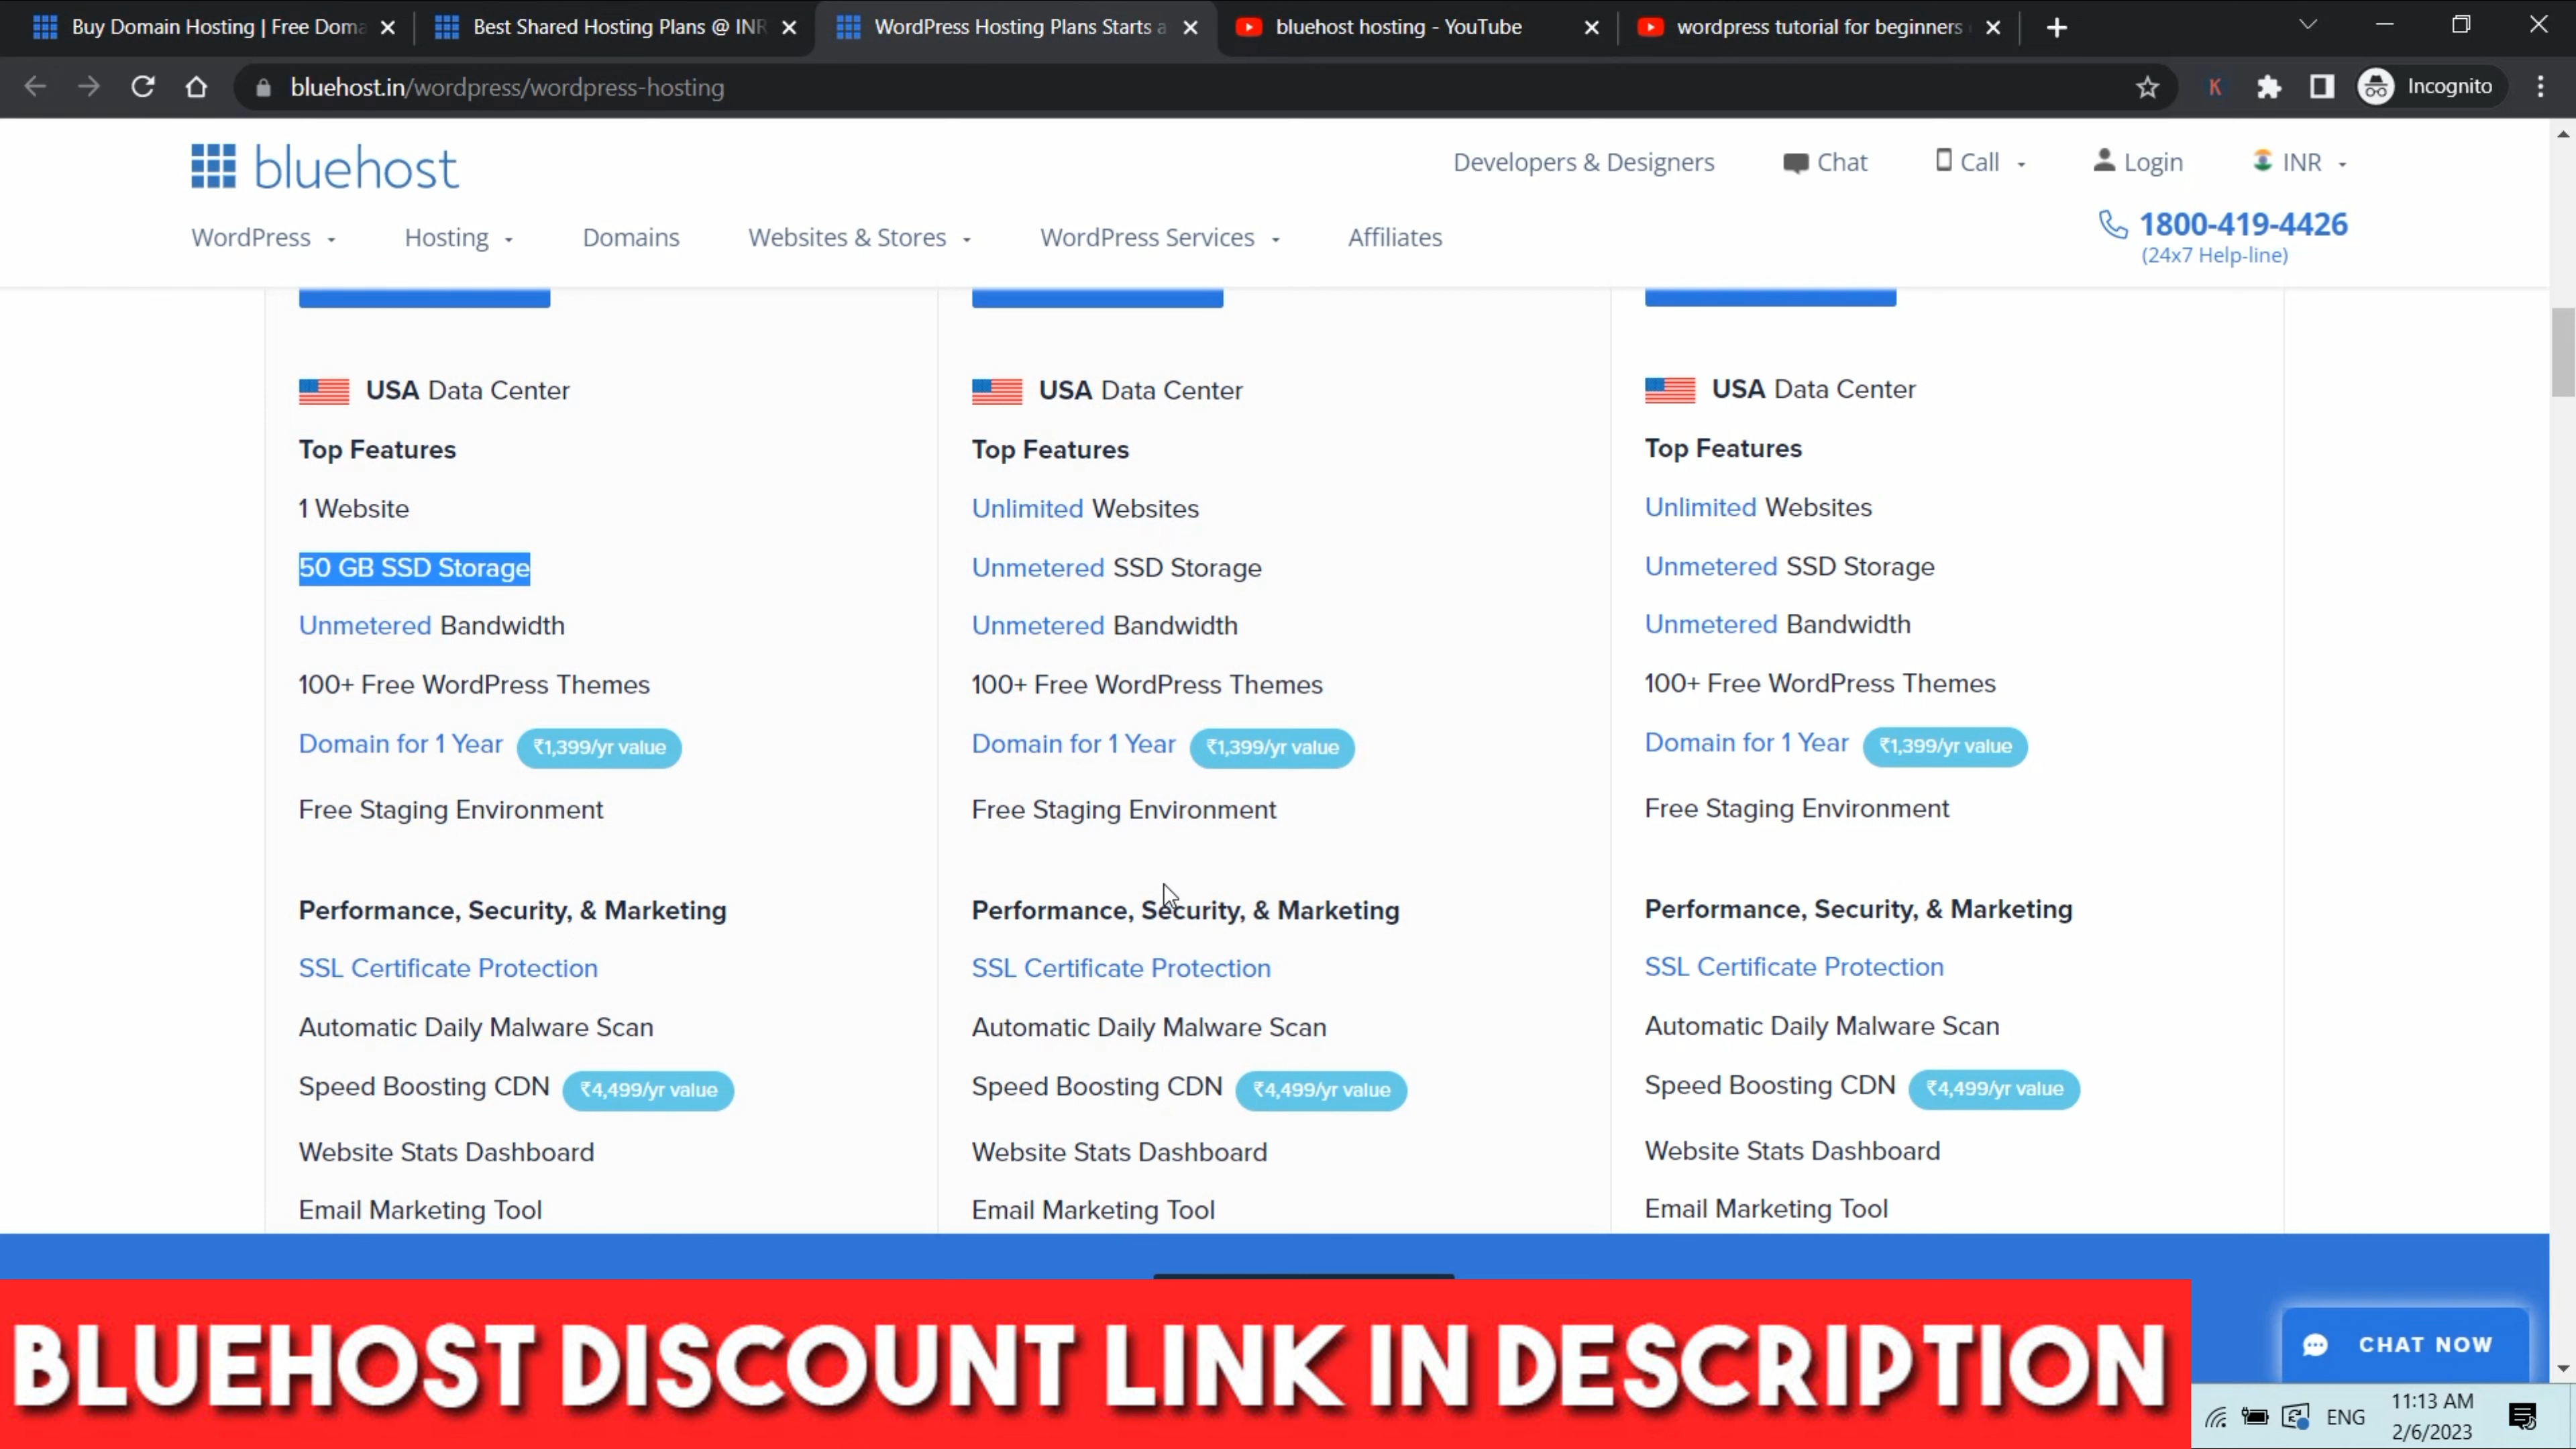 Buy Domain Hosting | Free Doma
Best Shared Hosting Plans @ INR
WordPress Hosting Plans Starts a
bluehost hosting - YouTube
wordpress tutorial for beginners
bluehost.in/wordpress/wordpress-hosting
K
Incognito
bluehost
Developers & Designers
Chat
Call
Login
INR
WordPress
Hosting
Domains
Websites & Stores
WordPress Services
Affiliates
1800-419-4426
(24x7 Help-line)
USA Data Center
Top Features
1 Website
50 GB SSD Storage
Unmetered Bandwidth
100+ Free WordPress Themes
Domain for 1 Year ₹1,399/yr value
Free Staging Environment
Performance, Security, & Marketing
SSL Certificate Protection
Automatic Daily Malware Scan
Speed Boosting CDN ₹4,499/yr value
Website Stats Dashboard
Email Marketing Tool
USA Data Center
Top Features
Unlimited Websites
Unmetered SSD Storage
Unmetered Bandwidth
100+ Free WordPress Themes
Domain for 1 Year ₹1,399/yr value
Free Staging Environment
Performance, Security, & Marketing
SSL Certificate Protection
Automatic Daily Malware Scan
Speed Boosting CDN ₹4,499/yr value
Website Stats Dashboard
Email Marketing Tool
USA Data Center
Top Features
Unlimited Websites
Unmetered SSD Storage
Unmetered Bandwidth
100+ Free WordPress Themes
Domain for 1 Year ₹1,399/yr value
Free Staging Environment
Performance, Security, & Marketing
SSL Certificate Protection
Automatic Daily Malware Scan
Speed Boosting CDN ₹4,499/yr value
Website Stats Dashboard
Email Marketing Tool
CHAT NOW
BLUEHOST DISCOUNT LINK IN DESCRIPTION
ENG
11:13 AM
2/6/2023